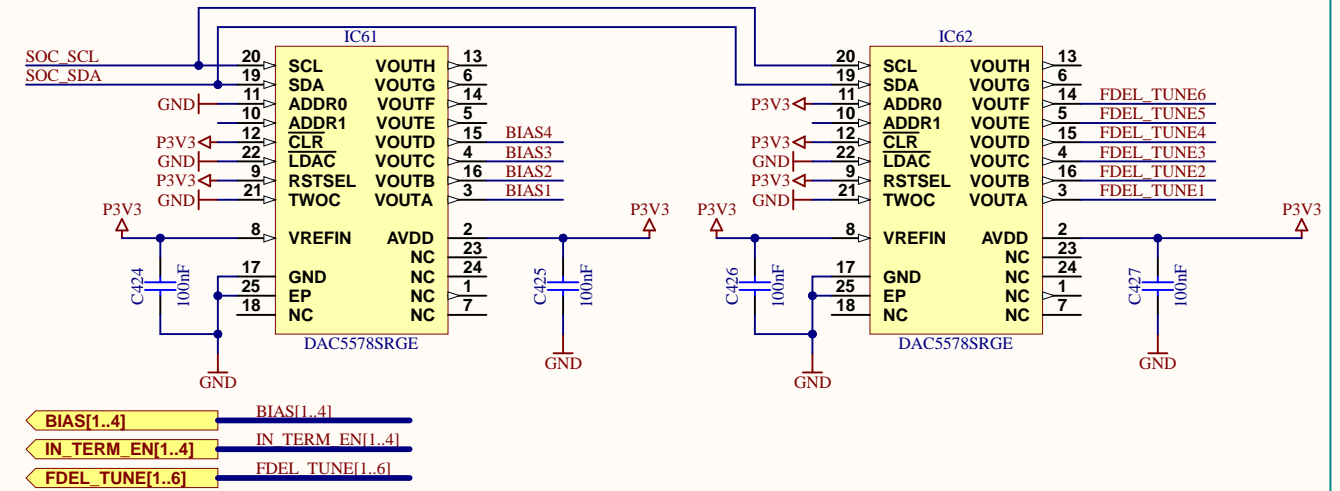 IC61 IC62
SOC_SCL 20 SCL VOUTH 13 20 SCL VOUTH 13
SOC_SDA 19 SDA VOUTG 6 19 SDA VOUTG 6
GND 11 ADDR0 VOUTF 14 P3V3 11 ADDR0 VOUTF 14 FDEL_TUNE6
10 ADDR1 VOUTE 5 10 ADDR1 VOUTE 5 FDEL_TUNE5
P3V3 12 CLR VOUTD 15 BIAS4 P3V3 12 CLR VOUTD 15 FDEL_TUNE4
GND 22 LDAC VOUTC 4 BIAS3 GND 22 LDAC VOUTC 4 FDEL_TUNE3
P3V3 9 RSTSEL VOUTB 16 BIAS2 P3V3 9 RSTSEL VOUTB 16 FDEL_TUNE2
GND 21 TWOC VOUTA 3 BIAS1 GND 21 TWOC VOUTA 3 FDEL_TUNE1
P3V3 P3V3 P3V3 P3V3
8 VREFIN AVDD 2 8 VREFIN AVDD 2
NC 23 NC 23
C424 100nF 17 GND NC 24 C425 100nF C426 100nF 17 GND NC 24 C427 100nF
25 EP NC 1 25 EP NC 1
18 NC NC 7 18 NC NC 7
DAC5578SRGE DAC5578SRGE
GND GND GND GND
BIAS[1..4] BIAS[1..4]
IN_TERM_EN[1..4] IN_TERM_EN[1..4]
FDEL_TUNE[1..6] FDEL_TUNE[1..6]